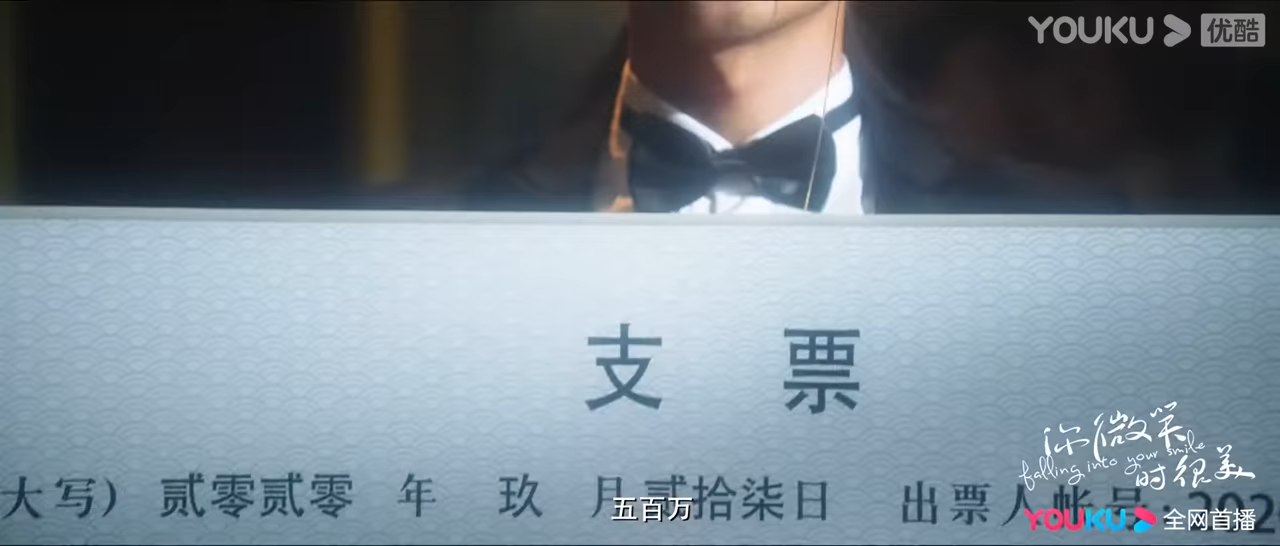 YOUKU 优酷
支 票
大写) 贰零贰零 年 玖 月贰拾柒日 出票人帐号:202
五百万
你微笑时很美
falling into your smile
YOUKU 全网首播